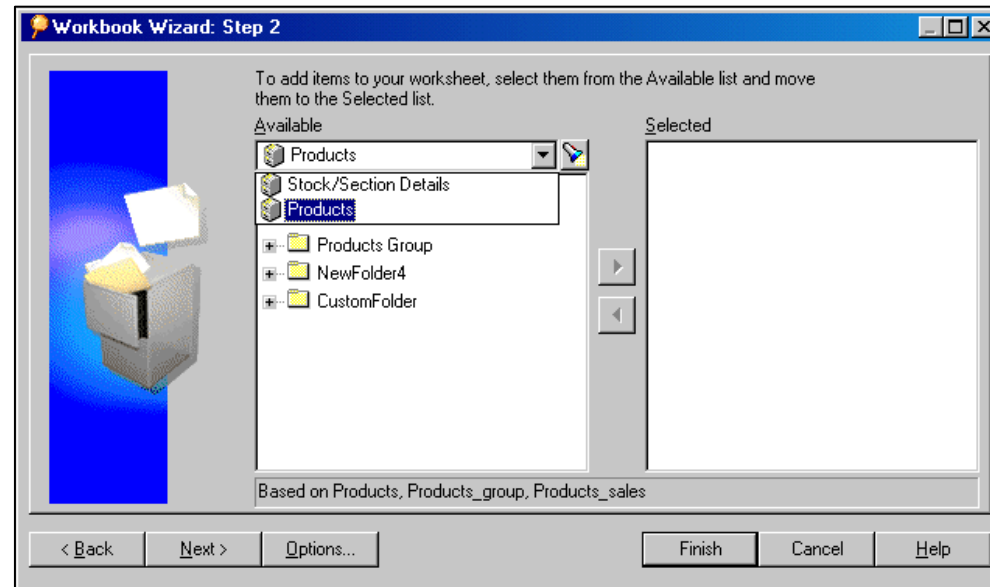 Workbook Wizard: Step 2
To add items to your worksheet, select them from the Available list and move
them to the Selected list.
Available
Selected
Products
Stock/Section Details
Products
Products Group
NewFolder4
CustomFolder
Based on Products, Products_group, Products_sales
< Back
Next >
Options...
Finish
Cancel
Help